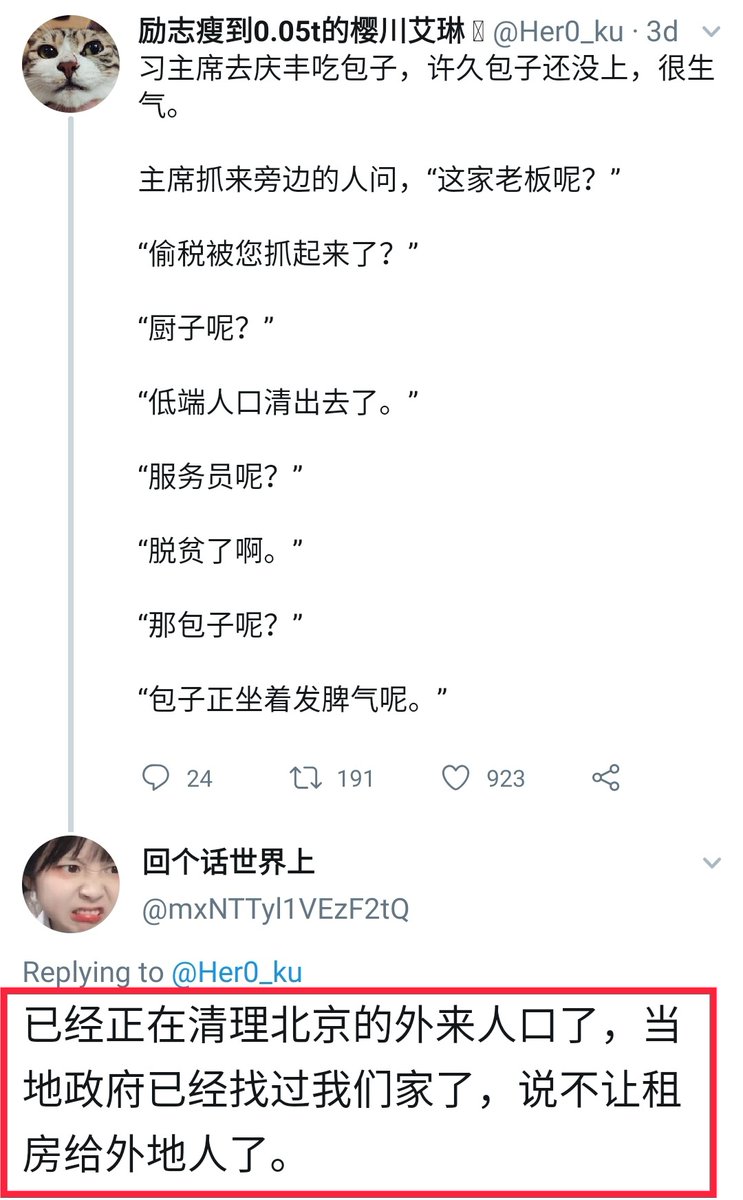 励志瘦到0.05t的樱川艾琳 @Her0_ku · 3d
习主席去庆丰吃包子，许久包子还没上，很生
气。
主席抓来旁边的人问，“这家老板呢？”
“偷税被您抓起来了？”
“厨子呢？”
“低端人口清出去了。”
“服务员呢？”
“脱贫了啊。”
“那包子呢？”
“包子正坐着发脾气呢。”
24 191 923
回个话世界上
@mxNTTyl1VEzF2tQ
Replying to @Her0_ku
已经正在清理北京的外来人口了，当
地政府已经找过我们家了，说不让租
房给外地人了。